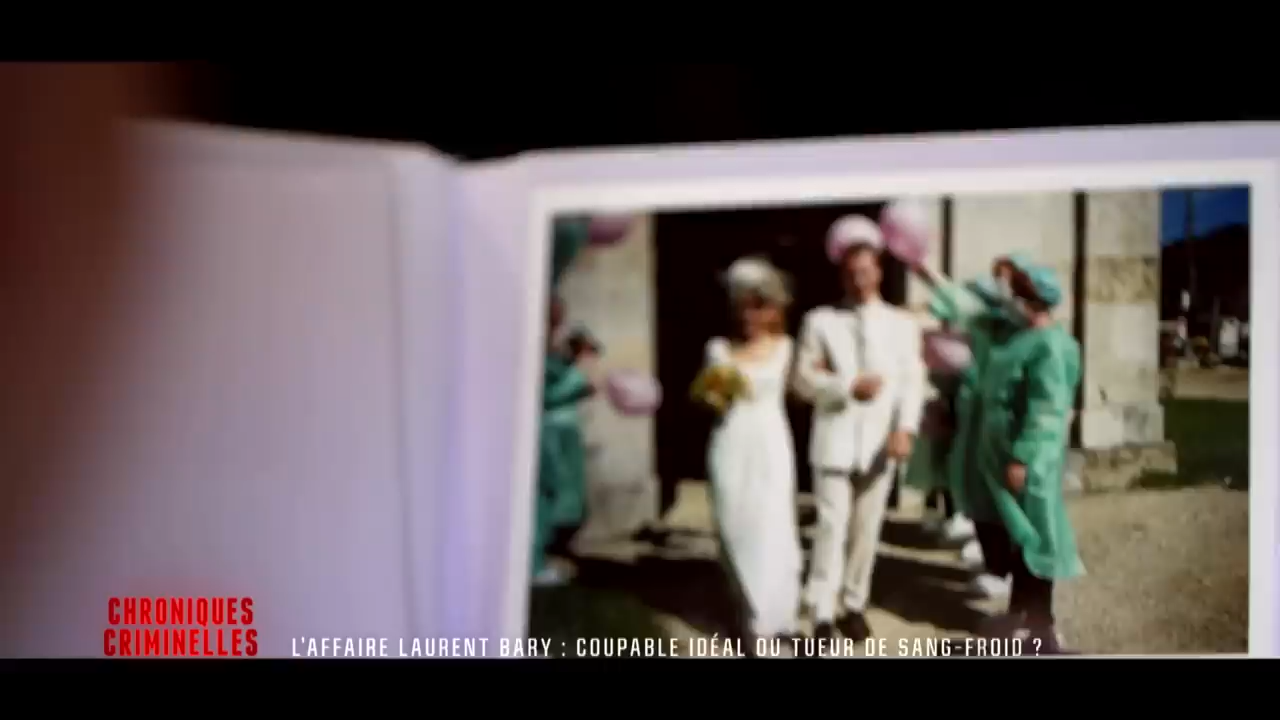 CHRONIQUES
CRIMINELLES
L'AFFAIRE LAURENT BARY : COUPABLE IDÉAL OU TUEUR DE SANG-FROID ?